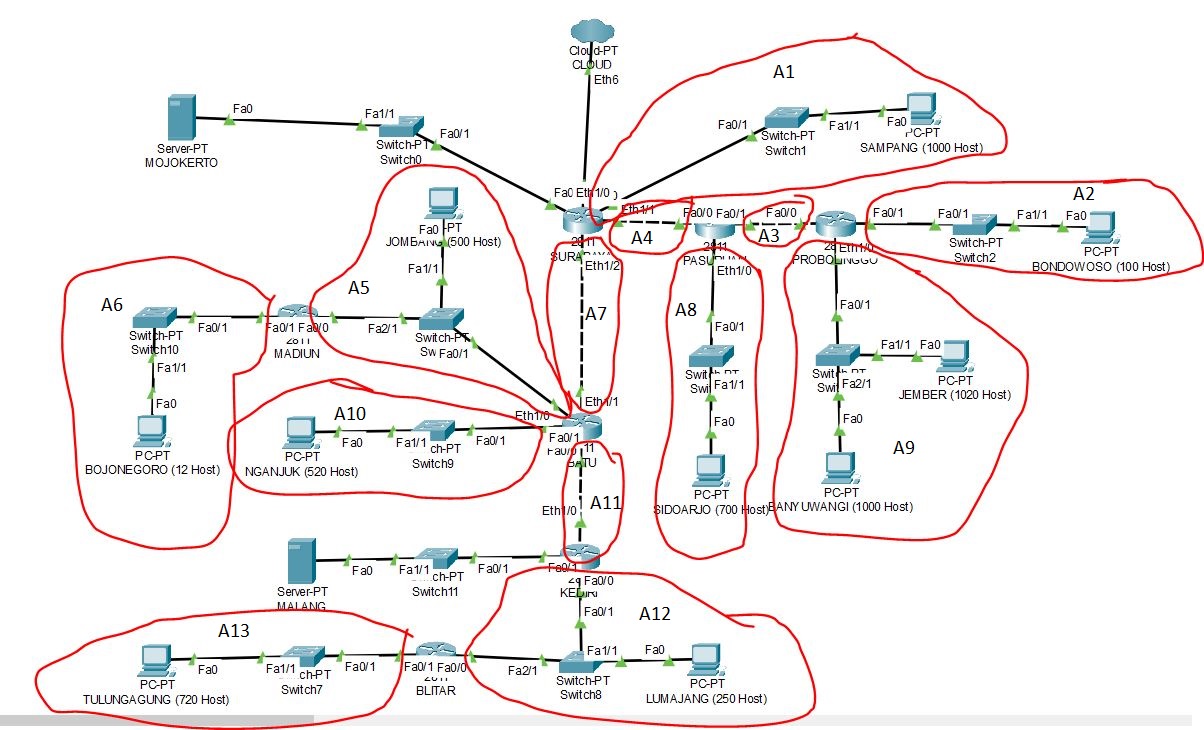 Cloud-PT
CLOUD
Eth6
A1
Fa0
Fa1/1
Server-PT
MOJOKERTO
Switch-PT
Switch0
Fa0/1
Fa0/1
Switch-PT
Switch1
Fa1/1
Fa0
PC-PT
SAMPANG (1000 Host)
Eth1/0
Eth1/1
SURABAYA
Eth1/2
A4
Fa0/0
Fa0/1
2811
PASURUAN
Eth1/0
Fa0/0
A3
PROBOLINGGO
Eth1/0
Fa0/1
Fa0/1
A2
Switch-PT
Switch2
Fa1/1
Fa0
PC-PT
BONDOWOSO (100 Host)
Fa0
JOMBANG (500 Host)
Fa1/1
A5
Fa2/1
Switch-PT
Fa0/1
A6
Switch-PT
Switch10
Fa0/1
Fa1/1
Fa0
PC-PT
BOJONEGORO (12 Host)
Fa0/1
Fa0/0
2811
MADIUN
A7
Eth1/1
A8
Fa0/1
Switch-PT
Fa1/1
Fa0
PC-PT
SIDOARJO (700 Host)
Fa0/1
Switch-PT
Fa1/1
Fa0
PC-PT
JEMBER (1020 Host)
Fa2/1
Fa0
A9
PC-PT
BANYUWANGI (1000 Host)
A10
Fa0
Fa1/1
PC-PT
NGANJUK (520 Host)
Switch-PT
Switch9
Fa0/1
Eth1/0
Fa0/1
Fa0/0
BATU
A11
Eth1/0
Fa0
Fa1/1
Server-PT
MALANG
Switch-PT
Switch11
Fa0/1
Fa0/1
KEDIRI
Fa0/0
Fa0/1
A12
Fa1/1
Fa0
Fa2/1
Switch-PT
Switch8
PC-PT
LUMAJANG (250 Host)
A13
Fa0
Fa1/1
PC-PT
TULUNGAGUNG (720 Host)
Switch-PT
Switch7
Fa0/1
Fa0/1
Fa0/0
2811
BLITAR